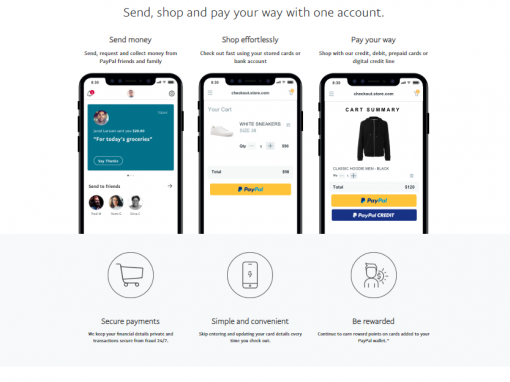 Send, shop and pay your way with one account.
Send money
Send, request and collect money from
PayPal friends and family
Shop effortlessly
Check out fast using your stored cards or
bank account
Pay your way
Shop with our credit, debit, prepaid cards or
digital credit line
sent you $20.00
"For today's groceries"
Say Thanks
Send to friends
checkout.store.com
Your Cart
WHITE SNEAKERS
SIZE 38
Qty 1
Total
PayPal
checkout.store.com
CART SUMMARY
CLASSIC HOODIE MEN - BLACK
Total $120
PayPal
PayPal CREDIT
Secure payments
We keep your financial details private and
transactions secure from fraud 24/7.
Simple and convenient
Skip entering and updating your card details every
time you check out.
Be rewarded
Continue to earn reward points on cards added to your
PayPal wallet.*